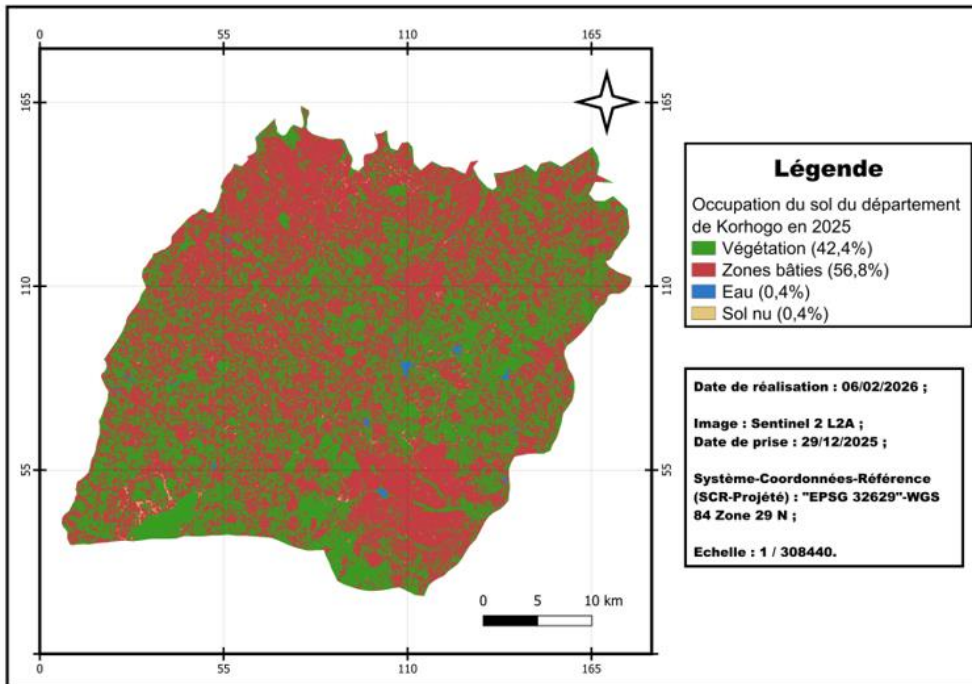 0 55 110 165
165 165
110 110
55 55
0 5 10 km
0 55 110 165
Légende
Occupation du sol du département
de Korhogo en 2025
Végétation (42,4%)
Zones bâties (56,8%)
Eau (0,4%)
Sol nu (0,4%)
Date de réalisation : 06/02/2026 ;
Image : Sentinel 2 L2A ;
Date de prise : 29/12/2025 ;
Système-Coordonnées-Référence
(SCR-Projété) : "EPSG 32629"-WGS
84 Zone 29 N ;
Echelle : 1 / 308440.